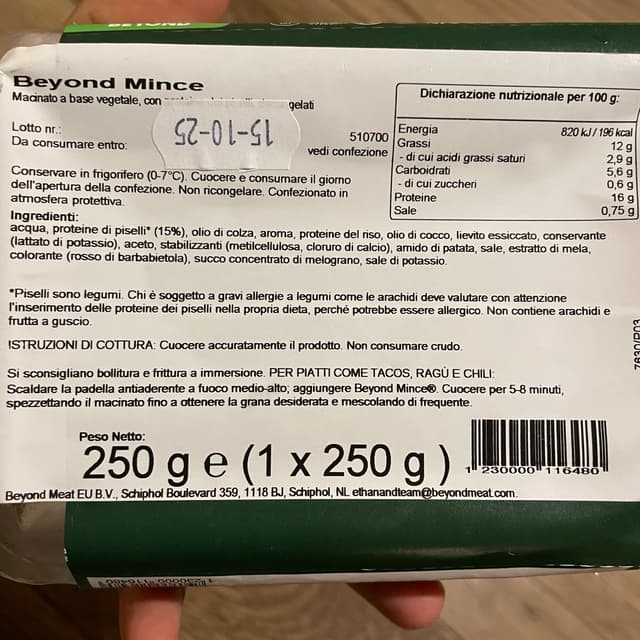 Beyond Mince
Macinato a base vegetale, con gelati
15-10-25
Lotto nr.: 510700
Da consumare entro: vedi confezione
Conservare in frigorifero (0-7°C). Cuocere e consumare il giorno
dell'apertura della confezione. Non ricongelare. Confezionato in
atmosfera protettiva.
Dichiarazione nutrizionale per 100 g:
Energia 820 kJ / 196 kcal
Grassi 12 g
- di cui acidi grassi saturi 2,9 g
Carboidrati 5,6 g
- di cui zuccheri 0,6 g
Proteine 16 g
Sale 0,75 g
Ingredienti:
acqua, proteine di piselli* (15%), olio di colza, aroma, proteine del riso, olio di cocco, lievito essiccato, conservante
(lattato di potassio), aceto, stabilizzanti (metilcellulosa, cloruro di calcio), amido di patata, sale, estratto di mela,
colorante (rosso di barbabietola), succo concentrato di melograno, sale di potassio.
*Piselli sono legumi. Chi è soggetto a gravi allergie a legumi come le arachidi deve valutare con attenzione
l'inserimento delle proteine dei piselli nella propria dieta, perché potrebbe essere allergico. Non contiene arachidi e
frutta a guscio.
ISTRUZIONI DI COTTURA: Cuocere accuratamente il prodotto. Non consumare crudo.
Si sconsigliano bollitura e frittura a immersione. PER PIATTI COME TACOS, RAGÙ E CHILI:
Scaldare la padella antiaderente a fuoco medio-alto; aggiungere Beyond Mince®. Cuocere per 5-8 minuti,
spezzettando il macinato fino a ottenere la grana desiderata e mescolando di frequente.
Peso Netto:
250 g e (1 x 250 g)
1 230000 116480
Beyond Meat EU B.V., Schiphol Boulevard 359, 1118 BJ, Schiphol, NL ethanandteam@beyondmeat.com.